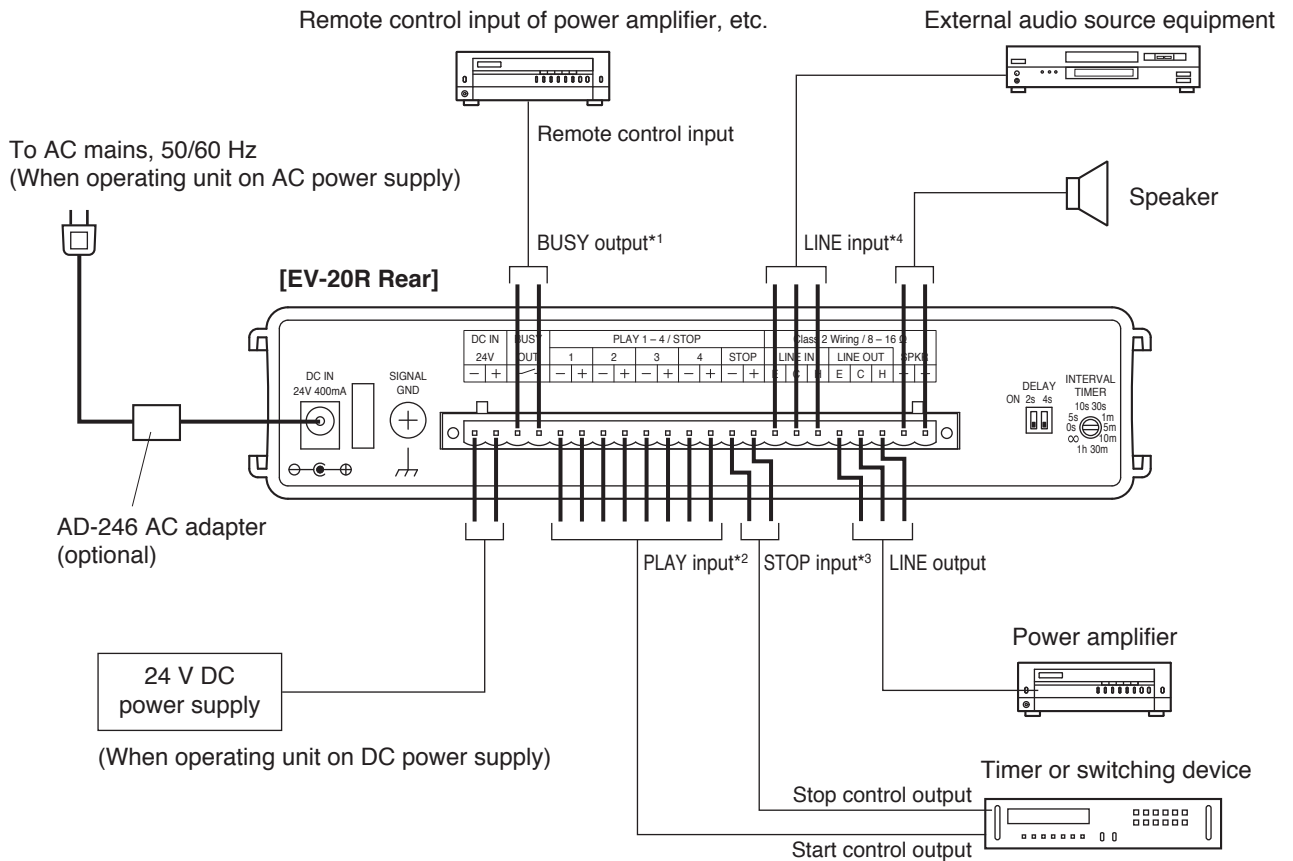 Remote control input of power amplifier, etc.
External audio source equipment
Remote control input
To AC mains, 50/60 Hz
(When operating unit on AC power supply)
Speaker
BUSY output*1
LINE input*4
[EV-20R Rear]
DC IN BUSY PLAY 1 – 4 / STOP Class 2 Wiring / 8 – 16 Ω
24V OUT 1 2 3 4 STOP LINE IN LINE OUT SPKR
– + – + – + – + – + – + E C H E C H – +
DC IN
24V 400mA
SIGNAL
GND
DELAY
ON 2s 4s
INTERVAL
TIMER
10s 30s
5s 1m
0s 5m
∞ 10m
1h 30m
AD-246 AC adapter
(optional)
PLAY input*2
STOP input*3
LINE output
Power amplifier
24 V DC
power supply
(When operating unit on DC power supply)
Timer or switching device
Stop control output
Start control output